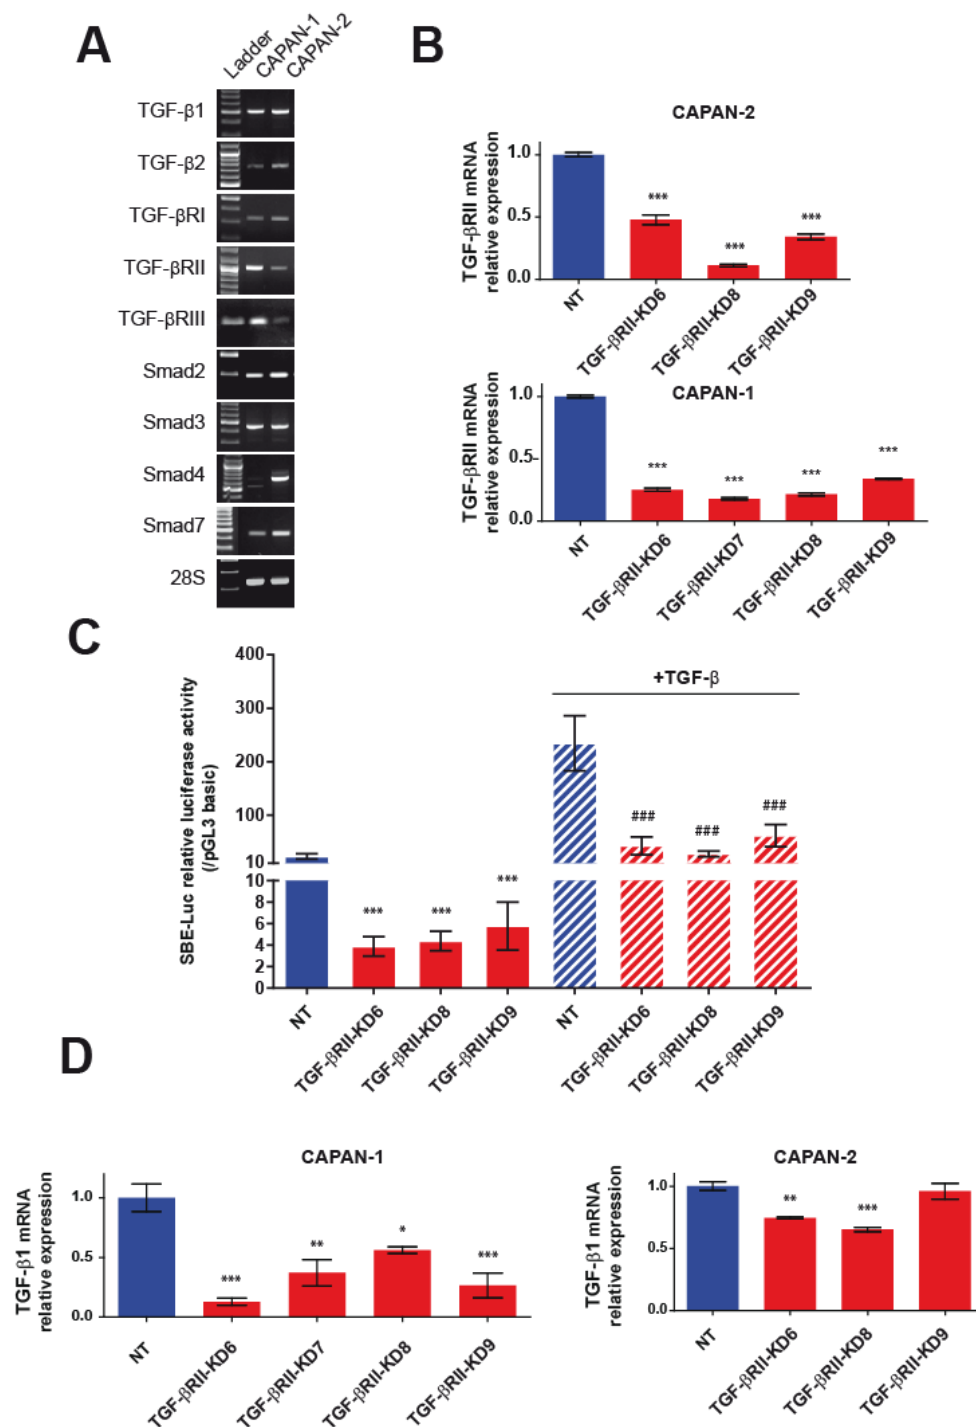 A
Ladder
CAPAN-1
CAPAN-2
TGF-β1
TGF-β2
TGF-βRI
TGF-βRII
TGF-βRIII
Smad2
Smad3
Smad4
Smad7
28S
B
CAPAN-2
TGF-βRII mRNA
relative expression
1.0
0.5
0.0
***
***
***
NT
TGF-βRII-KD6
TGF-βRII-KD8
TGF-βRII-KD9
CAPAN-1
TGF-βRII mRNA
relative expression
1.0
0.5
0.0
***
***
***
***
NT
TGF-βRII-KD6
TGF-βRII-KD7
TGF-βRII-KD8
TGF-βRII-KD9
C
SBE-Luc relative luciferase activity
(/pGL3 basic)
400
300
200
100
10
10
8
6
4
2
0
+TGF-β
***
***
***
###
###
###
NT
TGF-βRII-KD6
TGF-βRII-KD8
TGF-βRII-KD9
NT
TGF-βRII-KD6
TGF-βRII-KD8
TGF-βRII-KD9
D
CAPAN-1
TGF-β1 mRNA
relative expression
1.0
0.5
0.0
***
**
*
***
NT
TGF-βRII-KD6
TGF-βRII-KD7
TGF-βRII-KD8
TGF-βRII-KD9
CAPAN-2
TGF-β1 mRNA
relative expression
1.0
0.5
0.0
**
***
NT
TGF-βRII-KD6
TGF-βRII-KD8
TGF-βRII-KD9